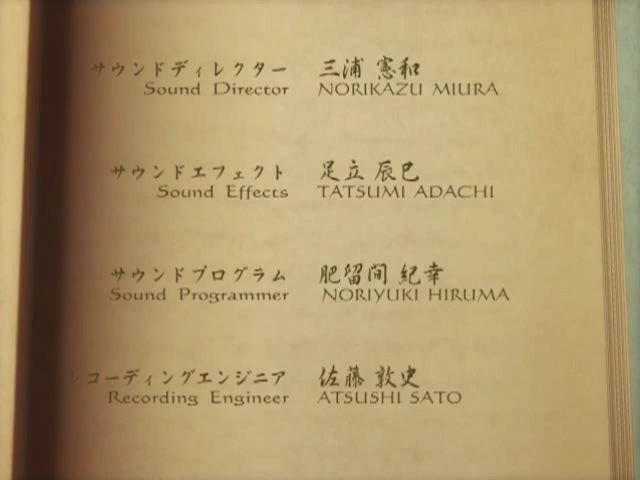 サウンドディレクター 三浦 憲和
Sound Director NORIKAZU MIURA
サウンドエフェクト 足立 辰巳
Sound Effects TATSUMI ADACHI
サウンドプログラム 肥留間 紀幸
Sound Programmer NORIYUKI HIRUMA
レコーディングエンジニア 佐藤 敦史
Recording Engineer ATSUSHI SATO